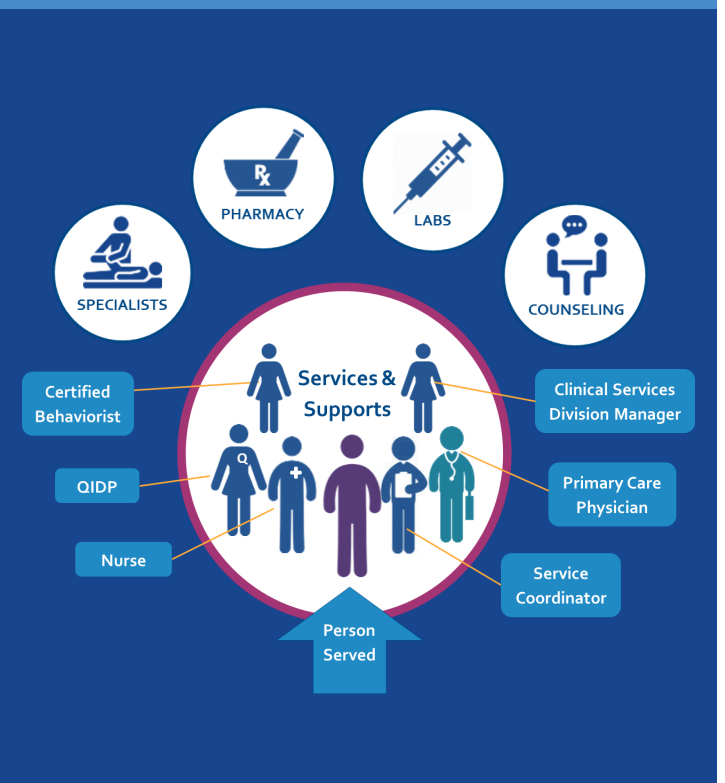 PHARMACY
LABS
SPECIALISTS
COUNSELING
Services &
Supports
Certified
Behaviorist
Clinical Services
Division Manager
Q
QIDP
Primary Care
Physician
Nurse
Service
Coordinator
Person
Served
Rx